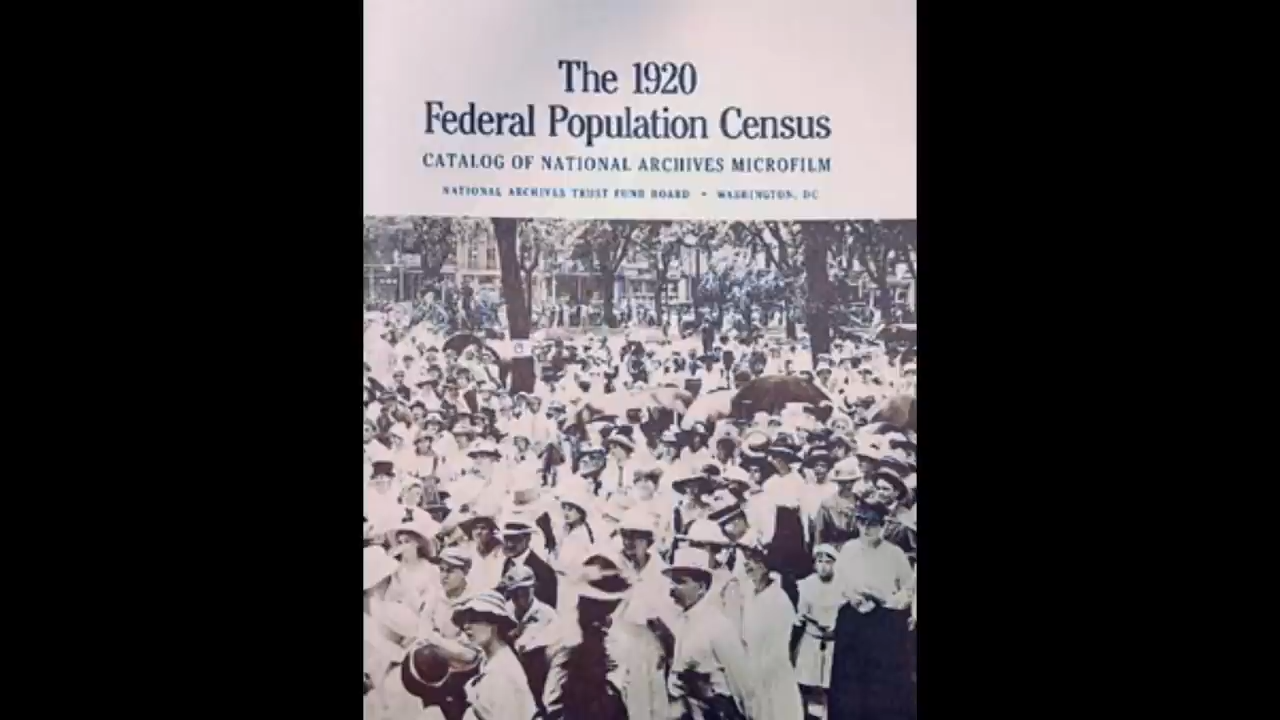 The 1920
Federal Population Census
CATALOG OF NATIONAL ARCHIVES MICROFILM
NATIONAL ARCHIVES TRUST FUND BOARD • WASHINGTON, DC